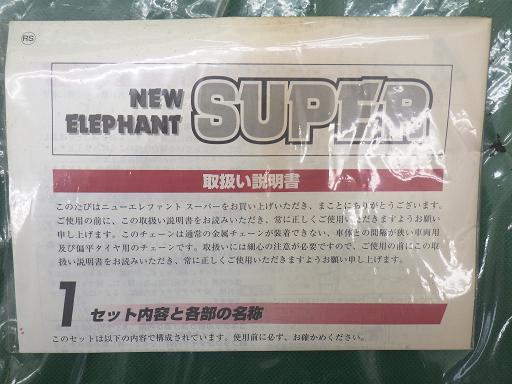 RS
NEW
ELEPHANT SUPER
取扱い説明書
このたびはニューエレファント スーパーをお買い上げいただき、まことにありがとうございます。
ご使用の前に、この取扱い説明書をお読みいただき、常に正しくご使用いただきますようお願い
申し上げます。このチェーンは通常の金属チェーンが装着できない、車体との間隔が狭い車両用
及び偏平タイヤ用のチェーンです。取扱いには細心の注意が必要ですので、ご使用の前にこの取
扱い説明書をお読みいただき、常に正しくご使用いただきますようお願い申し上げます。
1 セット内容と各部の名称
このセットは以下の内容で構成されています。使用前に必ず、お確かめください。